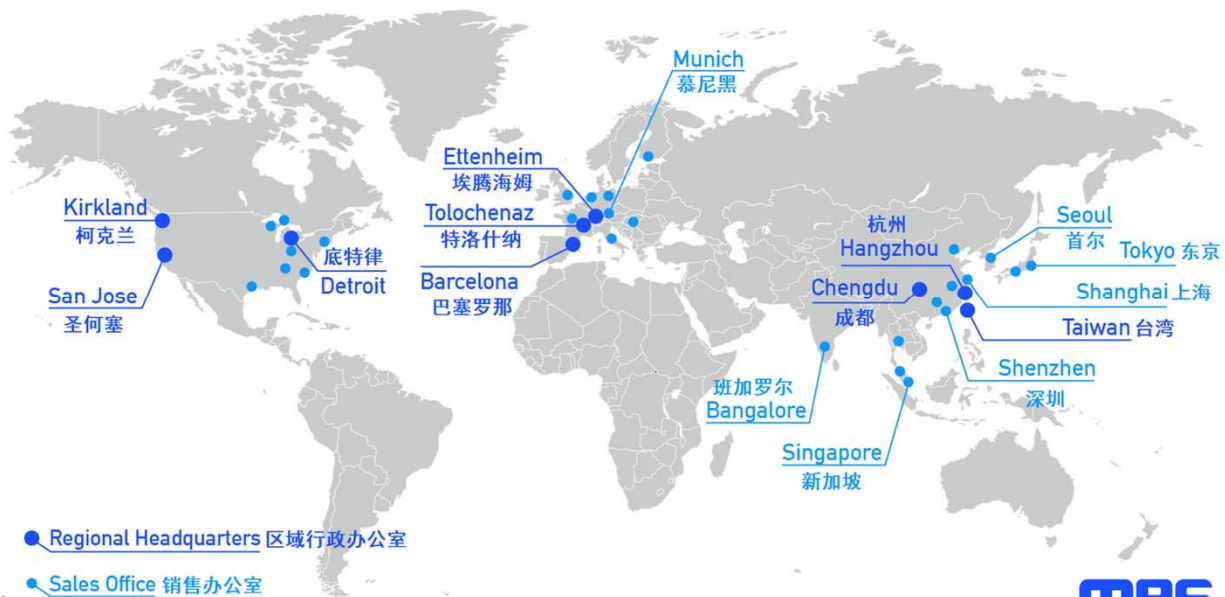 Munich
慕尼黑
Ettenheim
埃腾海姆
Kirkland
柯克兰
Tolochenaz
特洛什纳
杭州
Hangzhou
Seoul
首尔
底特律
Detroit
Tokyo 东京
Barcelona
巴塞罗那
Chengdu
成都
San Jose
圣何塞
Shanghai 上海
Taiwan 台湾
Shenzhen
深圳
班加罗尔
Bangalore
Singapore
新加坡
Regional Headquarters 区域行政办公室
Sales Office 销售办公室